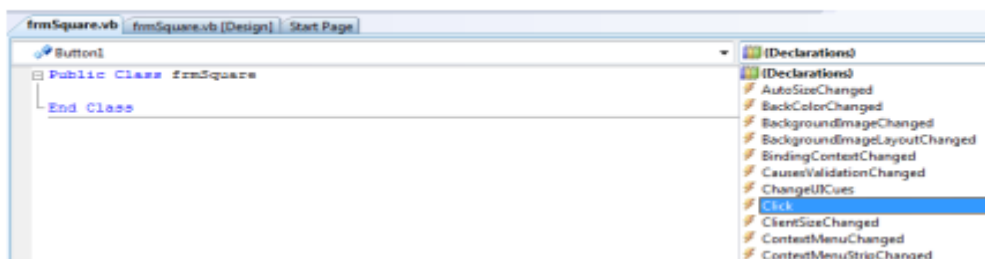 frmSquare.vb frmSquare.vb [Design] Start Page
Button1 (Declarations)
Public Class frmSquare
End Class
(Declarations)
AutoSizeChanged
BackColorChanged
BackgroundImageChanged
BackgroundImageLayoutChanged
BindingContextChanged
CausesValidationChanged
ChangeUICues
Click
ClientSizeChanged
ContextMenuChanged
ContextMenuStripChanged